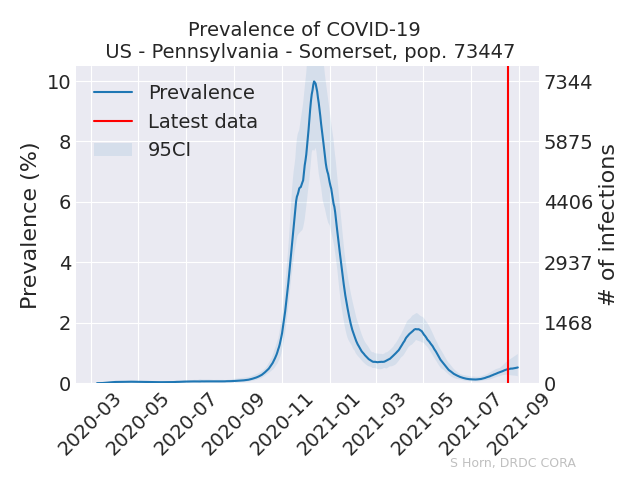 Prevalence of COVID-19
US - Pennsylvania - Somerset, pop. 73447
Prevalence
Latest data
95CI
Prevalence (%)
10
8
6
4
2
0
7344
5875
4406
2937
1468
0
# of infections
2020-03
2020-05
2020-07
2020-09
2020-11
2021-01
2021-03
2021-05
2021-07
2021-09
S Horn, DRDC CORA